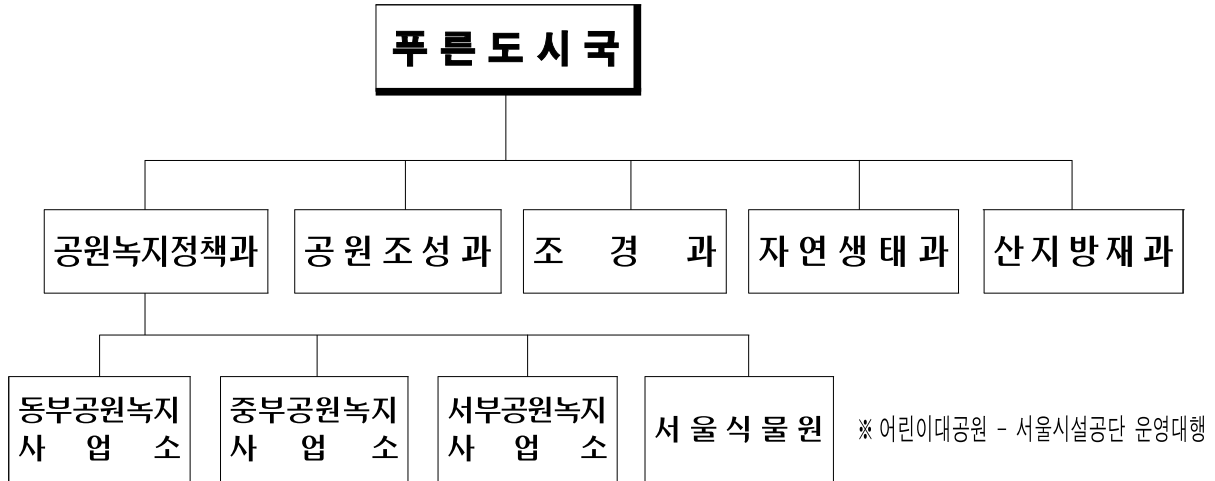 푸른도시국
공원녹지정책과
공원조성과
조경과
자연생태과
산지방재과
동부공원녹지
사업소
중부공원녹지
사업소
서부공원녹지
사업소
서울식물원
※ 어린이대공원 - 서울시설공단 운영대행